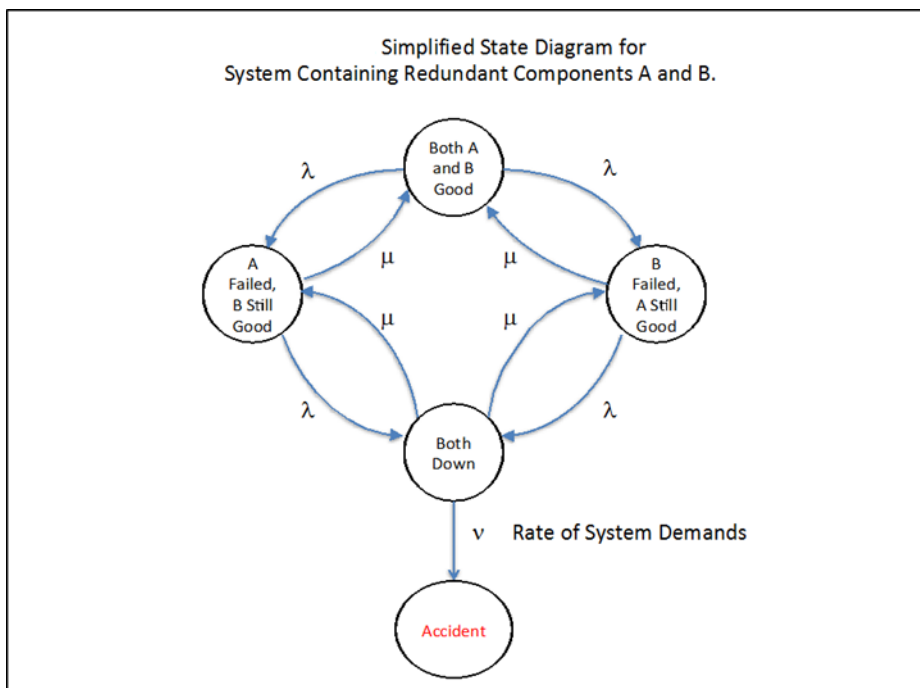 Simplified State Diagram for
System Containing Redundant Components A and B.
Both A
and B
Good
λ
λ
μ
μ
A
Failed,
B Still
Good
B
Failed,
A Still
Good
μ
μ
λ
λ
Both
Down
ν Rate of System Demands
Accident